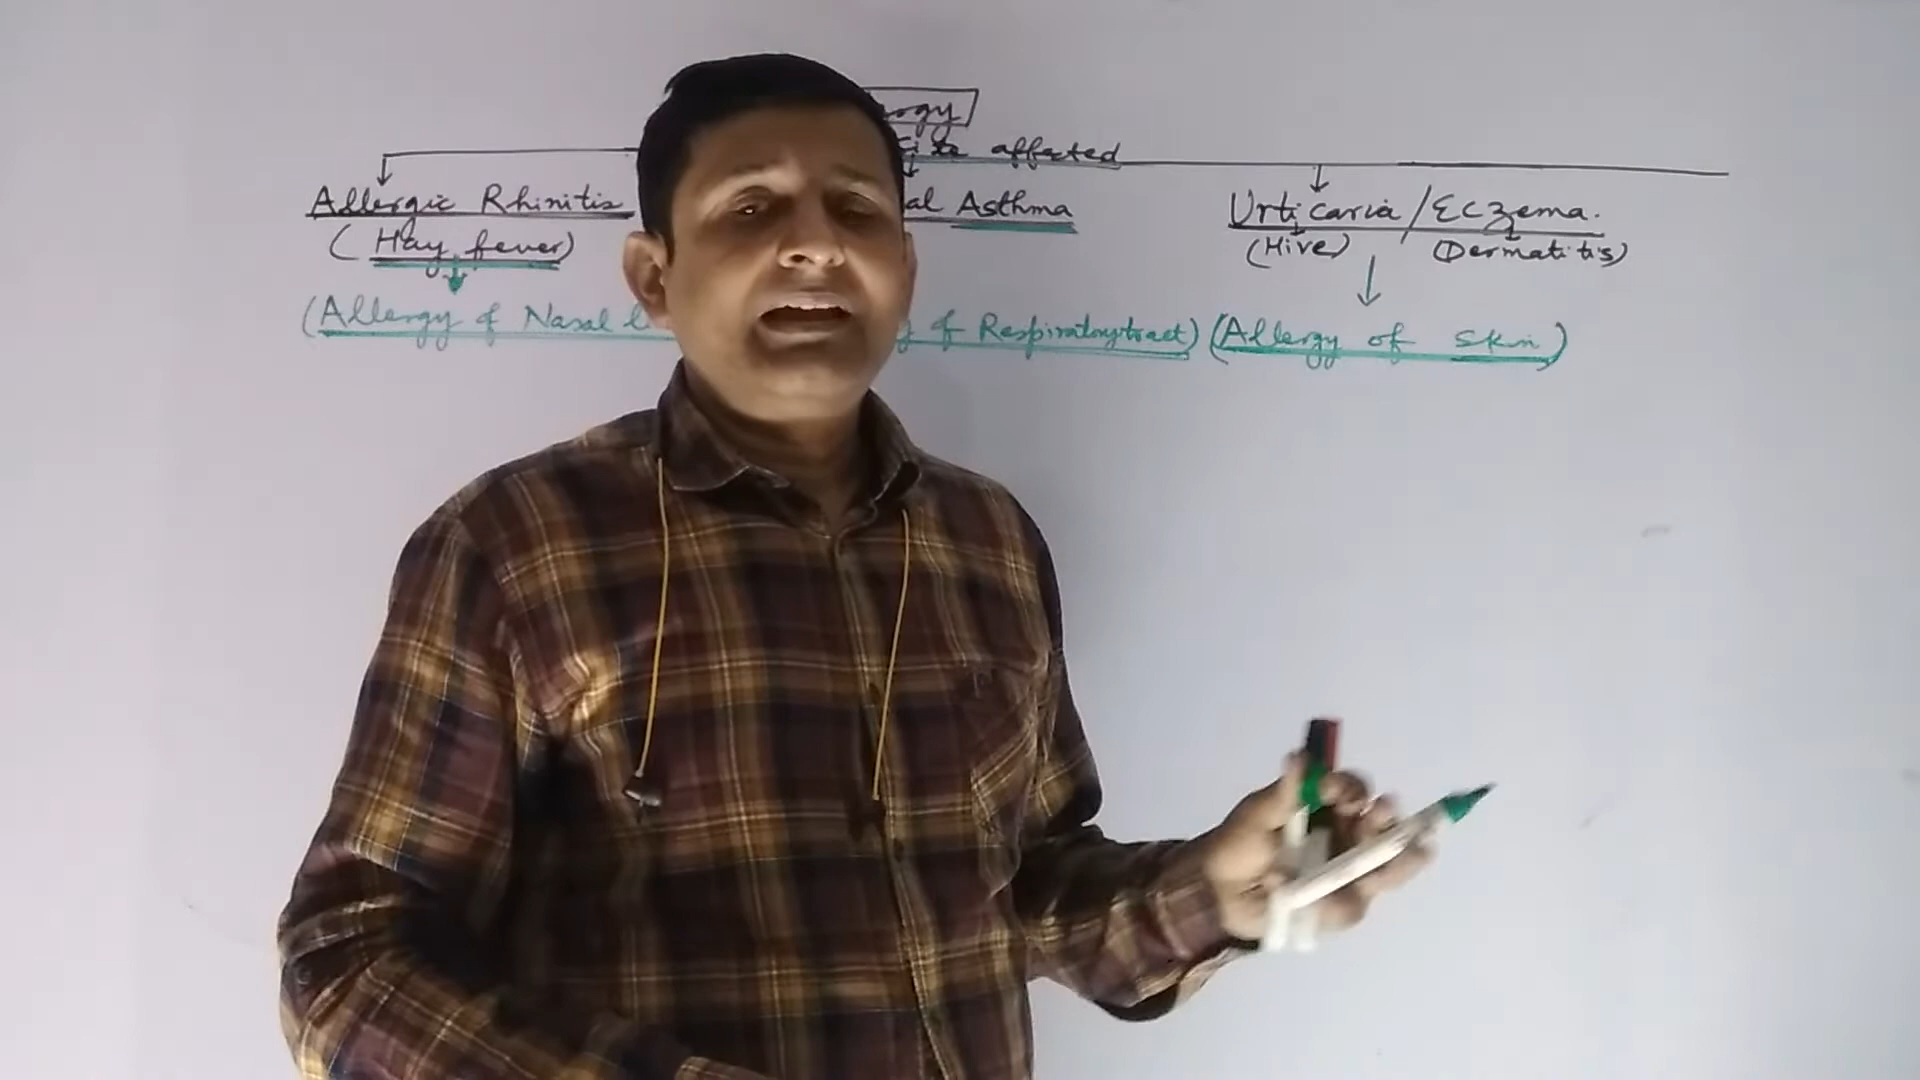 affected
Allergic Rhinitis al Asthma Urticaria / Eczema.
(Hay fever) (Hive) (Dermatitis)
(Allergy of Nasal of Respiratory tract) (Allergy of Skin)